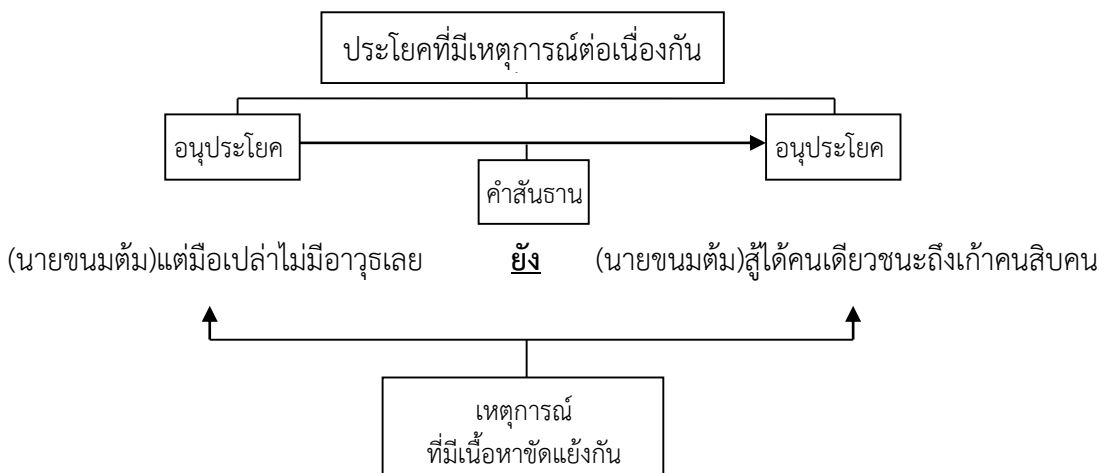 ประโยคที่มีเหตุการณ์ต่อเนื่องกัน
อนุประโยค
อนุประโยค
คำสันธาน
(นายขนมต้ม)แต่มือเปล่าไม่มีอาวุธเลย ยัง (นายขนมต้ม)สู้ได้คนเดียวชนะถึงเก้าคนสิบคน
เหตุการณ์
ที่มีเนื้อหาขัดแย้งกัน